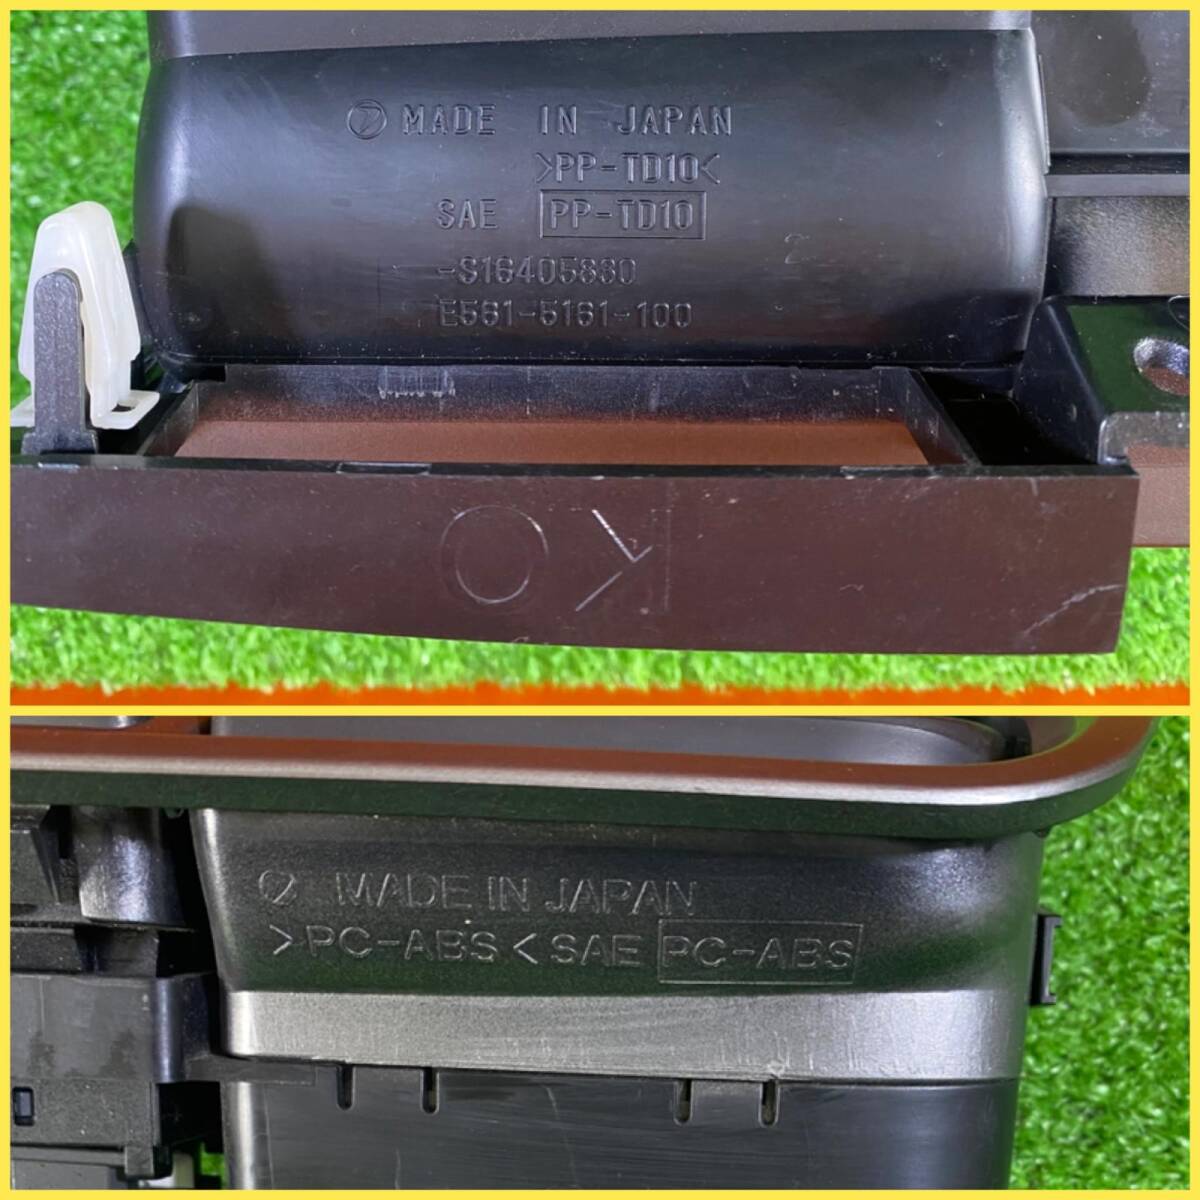 MADE IN JAPAN
>PP-TD10<
SAE PP-TD10
-S16405880
E561-5161-100
OK
MADE IN JAPAN
>PC-ABS< SAE PC-ABS